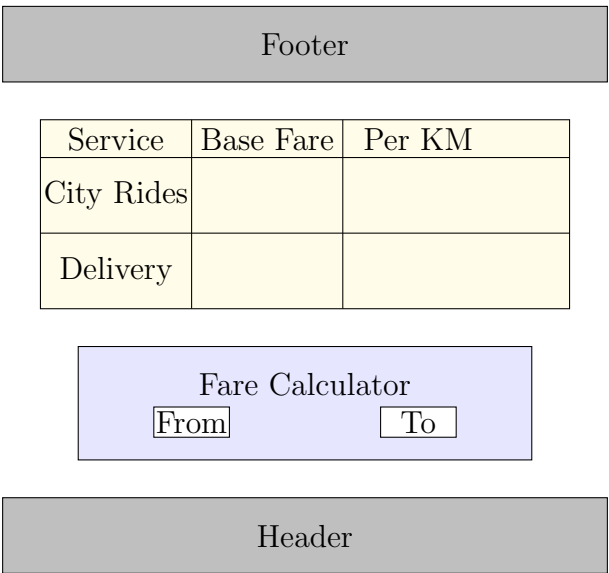 Footer
Service Base Fare Per KM
City Rides
Delivery
Fare Calculator
From To
Header